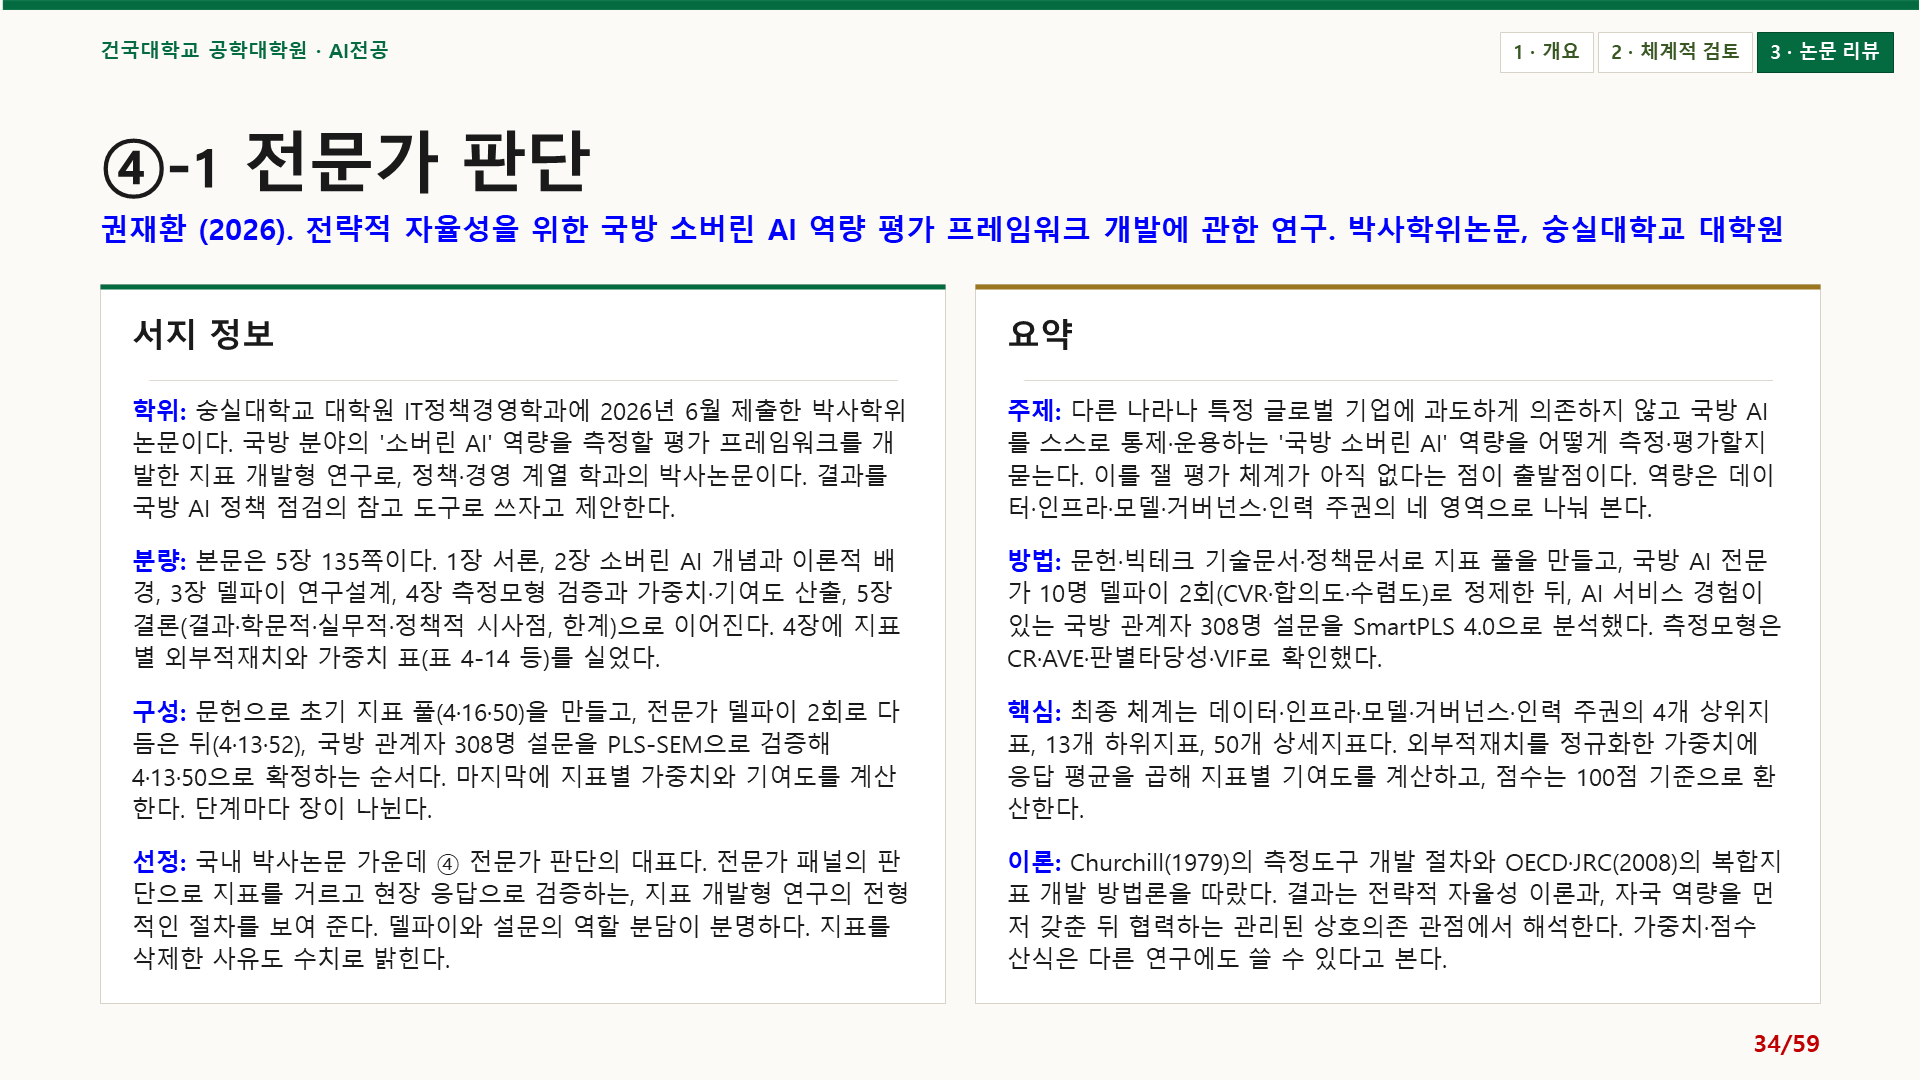 건국대학교 공학대학원 · AI전공
1 · 개요
2 · 체계적 검토
3 · 논문 리뷰
④-1 전문가 판단
권재환 (2026). 전략적 자율성을 위한 국방 소버린 AI 역량 평가 프레임워크 개발에 관한 연구. 박사학위논문, 숭실대학교 대학원
서지 정보
학위: 숭실대학교 대학원 IT정책경영학과에 2026년 6월 제출한 박사학위
논문이다. 국방 분야의 '소버린 AI' 역량을 측정할 평가 프레임워크를 개
발한 지표 개발형 연구로, 정책·경영 계열 학과의 박사논문이다. 결과를
국방 AI 정책 점검의 참고 도구로 쓰자고 제안한다.
분량: 본문은 5장 135쪽이다. 1장 서론, 2장 소버린 AI 개념과 이론적 배
경, 3장 델파이 연구설계, 4장 측정모형 검증과 가중치·기여도 산출, 5장
결론(결과·학문적·실무적·정책적 시사점, 한계)으로 이어진다. 4장에 지표
별 외부적재치와 가중치 표(표 4-14 등)를 실었다.
구성: 문헌으로 초기 지표 풀(4·16·50)을 만들고, 전문가 델파이 2회로 다
듬은 뒤(4·13·52), 국방 관계자 308명 설문을 PLS-SEM으로 검증해
4·13·50으로 확정하는 순서다. 마지막에 지표별 가중치와 기여도를 계산
한다. 단계마다 장이 나뉜다.
선정: 국내 박사논문 가운데 ④ 전문가 판단의 대표다. 전문가 패널의 판
단으로 지표를 거르고 현장 응답으로 검증하는, 지표 개발형 연구의 전형
적인 절차를 보여 준다. 델파이와 설문의 역할 분담이 분명하다. 지표를
삭제한 사유도 수치로 밝힌다.
요약
주제: 다른 나라나 특정 글로벌 기업에 과도하게 의존하지 않고 국방 AI
를 스스로 통제·운용하는 '국방 소버린 AI' 역량을 어떻게 측정·평가할지
묻는다. 이를 잴 평가 체계가 아직 없다는 점이 출발점이다. 역량은 데이
터·인프라·모델·거버넌스·인력 주권의 네 영역으로 나눠 본다.
방법: 문헌·빅테크 기술문서·정책문서로 지표 풀을 만들고, 국방 AI 전문
가 10명 델파이 2회(CVR·합의도·수렴도)로 정제한 뒤, AI 서비스 경험이
있는 국방 관계자 308명 설문을 SmartPLS 4.0으로 분석했다. 측정모형은
CR·AVE·판별타당성·VIF로 확인했다.
핵심: 최종 체계는 데이터·인프라·모델·거버넌스·인력 주권의 4개 상위지
표, 13개 하위지표, 50개 상세지표다. 외부적재치를 정규화한 가중치에
응답 평균을 곱해 지표별 기여도를 계산하고, 점수는 100점 기준으로 환
산한다.
이론: Churchill(1979)의 측정도구 개발 절차와 OECD·JRC(2008)의 복합지
표 개발 방법론을 따랐다. 결과는 전략적 자율성 이론과, 자국 역량을 먼
저 갖춘 뒤 협력하는 관리된 상호의존 관점에서 해석한다. 가중치·점수
산식은 다른 연구에도 쓸 수 있다고 본다.
34/59